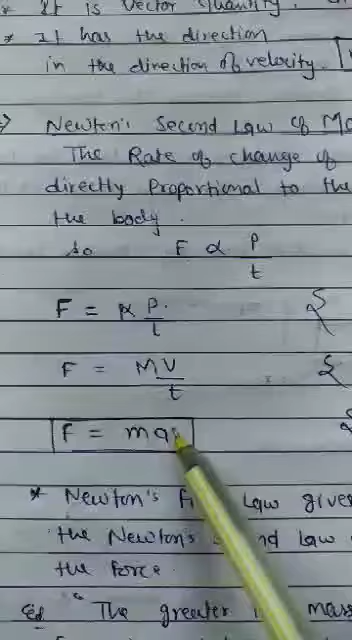 * It is Vector Quantity.
* It has the direction
in the direction of velocity.
Newton's Second Law of
The Rate of change of
directly Proportional to the
the body.
so F ∝ P/t
F = K P/t
F = MV/t
F = ma
* Newton's Law gives
the Newton's Law
the force.
The greater mass